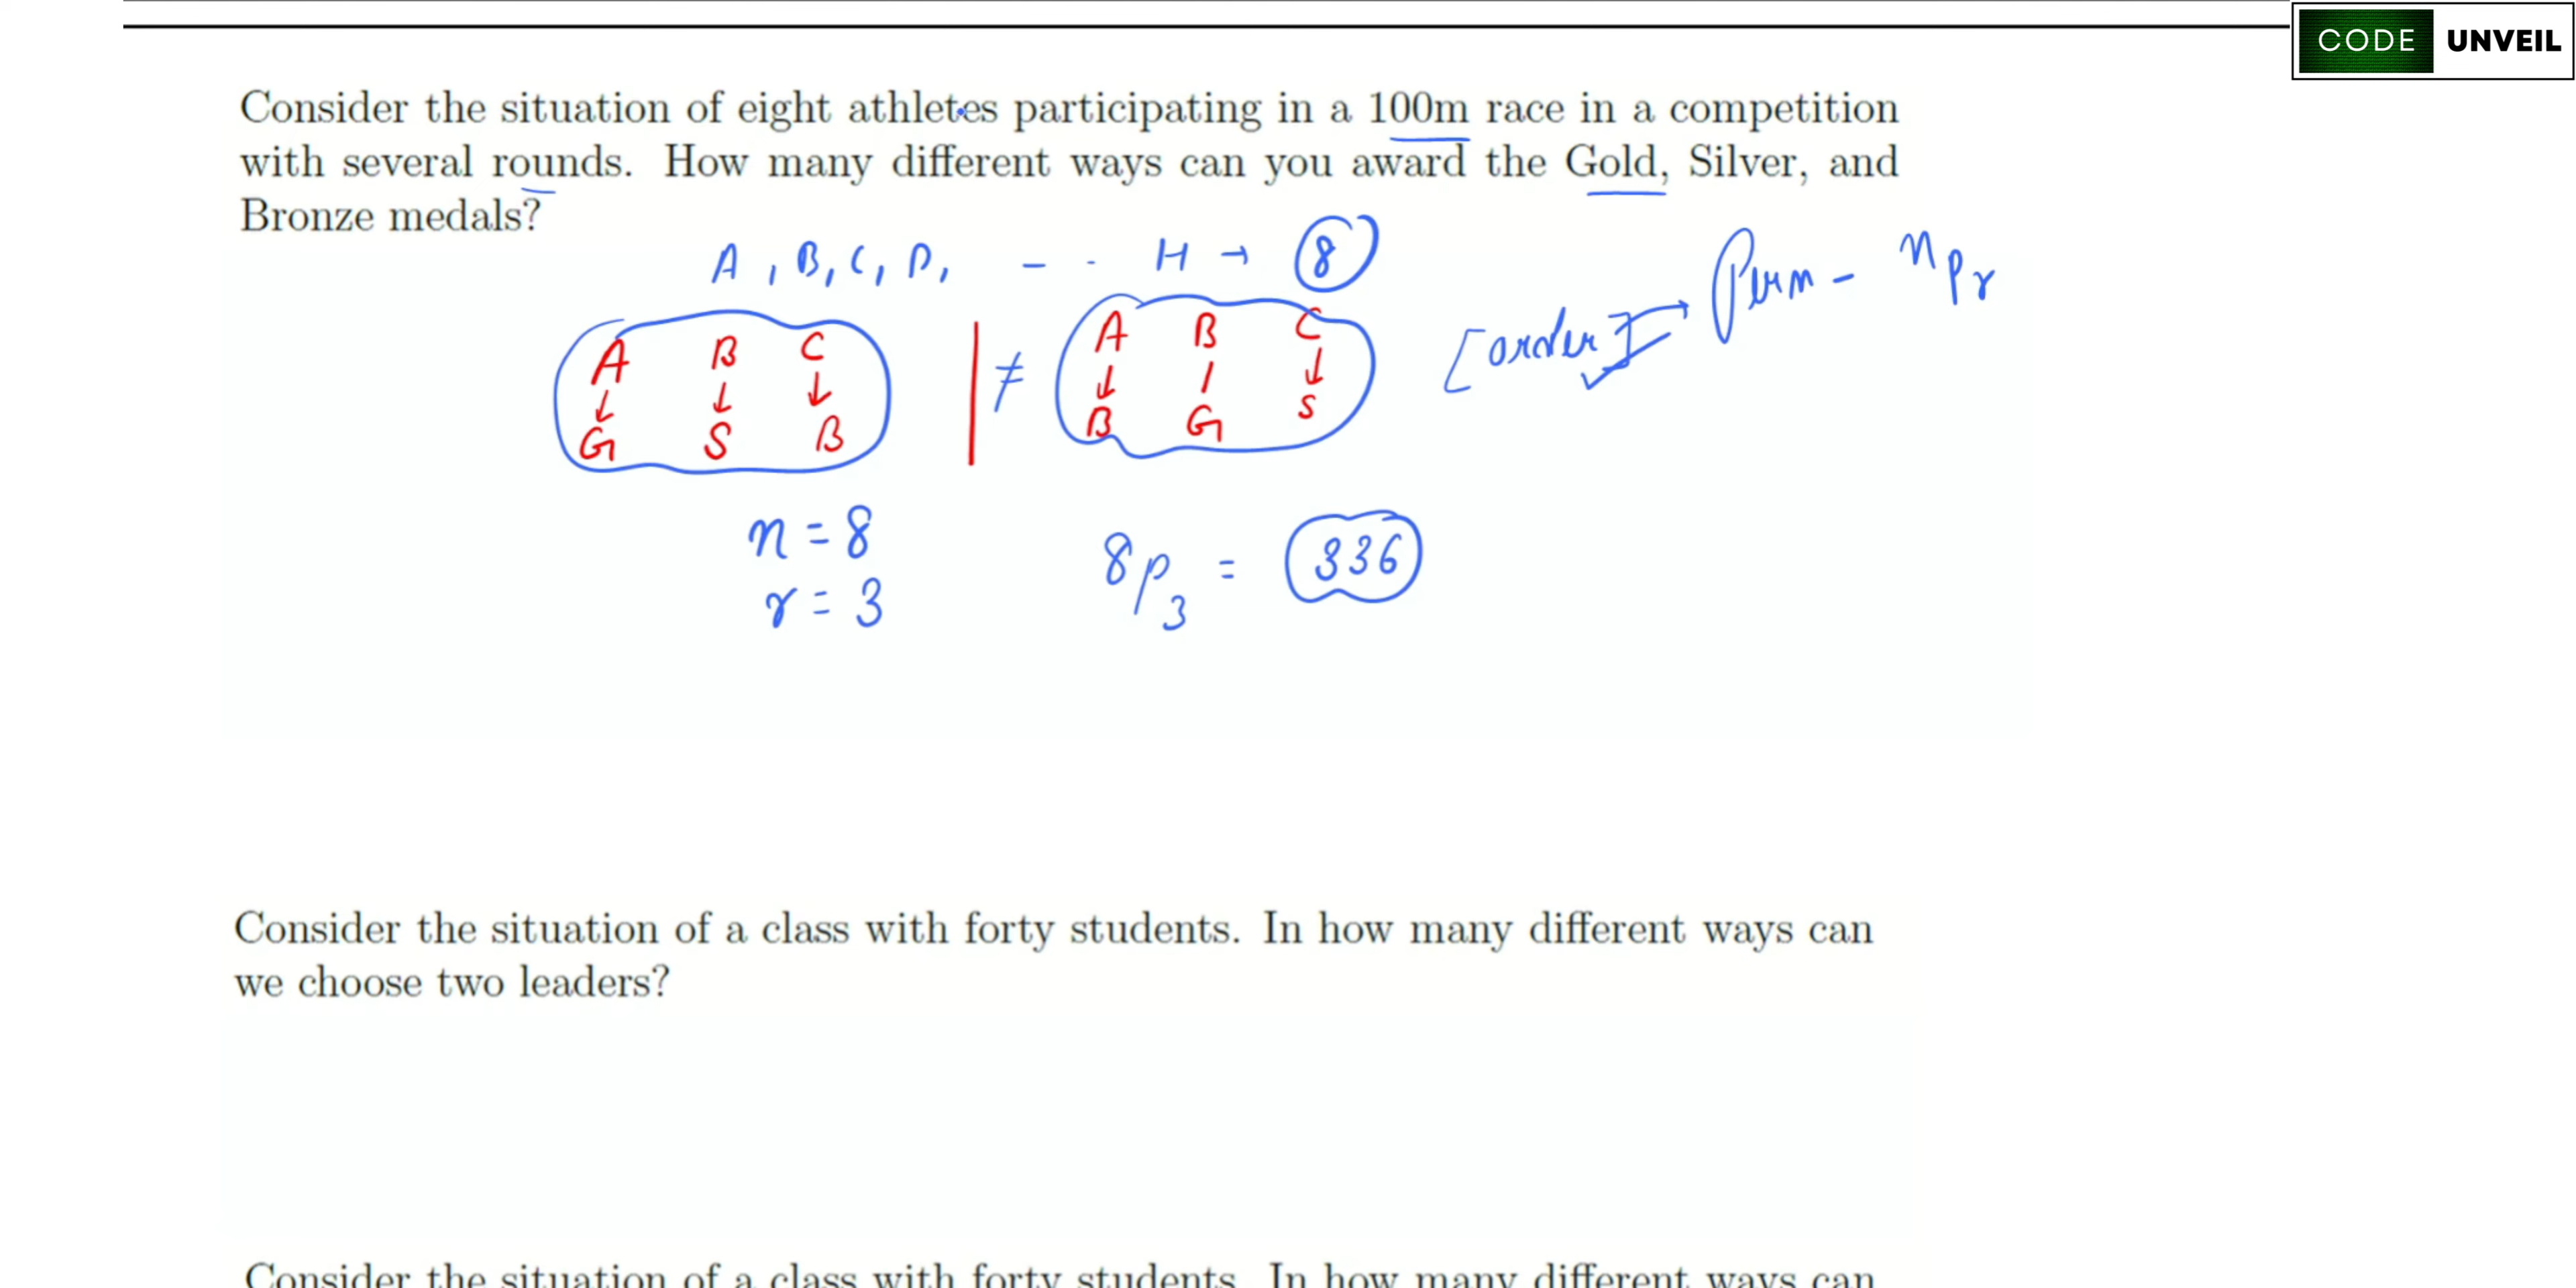 CODE UNVEIL
Consider the situation of eight athletes participating in a 100m race in a competition
with several rounds. How many different ways can you award the Gold, Silver, and
Bronze medals?
A, B, C, D, - - H → 8
A B C | ≠ A B C [order] → Perm - nPr
↓ ↓ ↓ ↓ | ↓
G S B B G S
n = 8
r = 3
8P3 = 336
Consider the situation of a class with forty students. In how many different ways can
we choose two leaders?
Consider the situation of a class with forty students. In how many different ways can